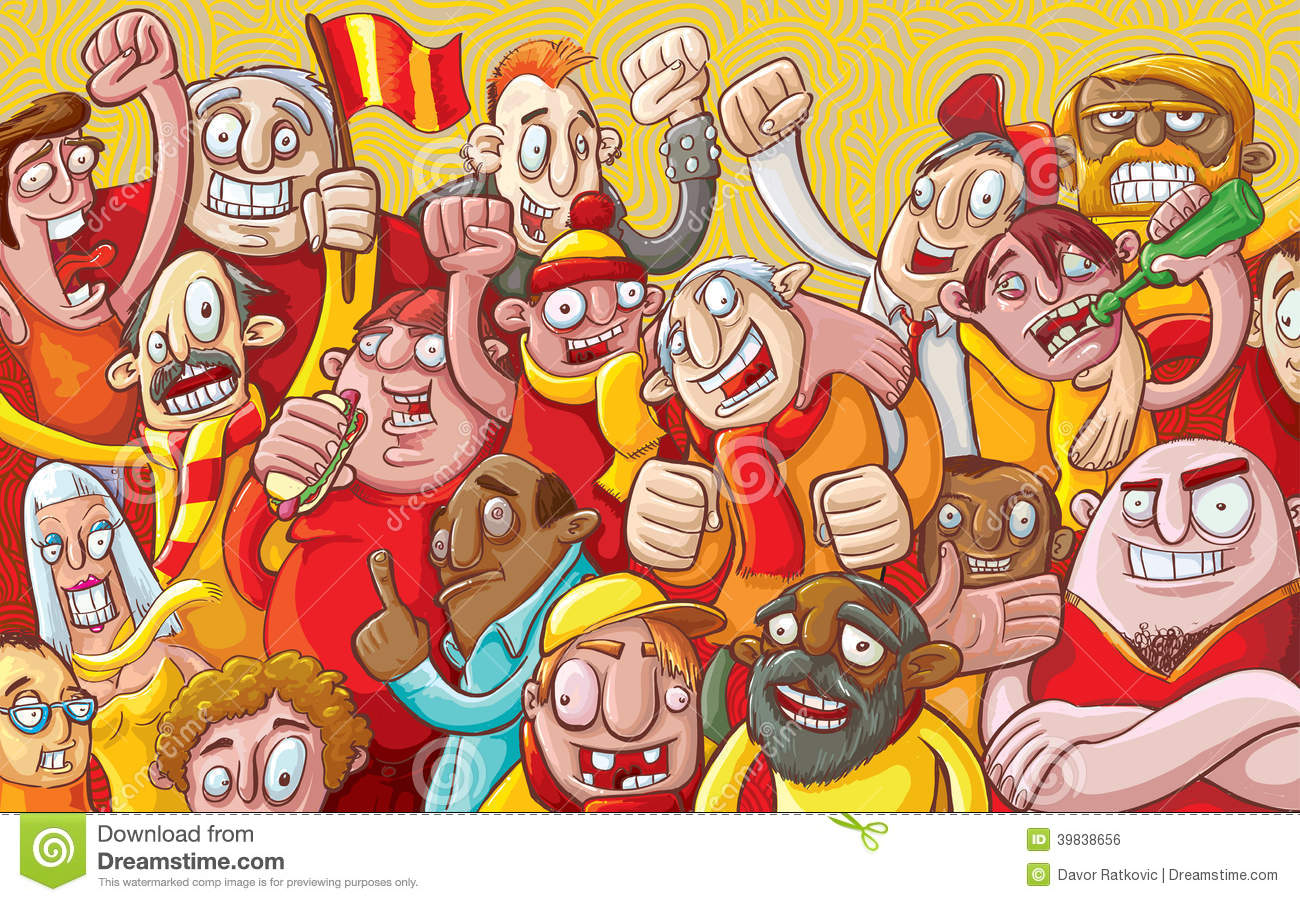 Download from
Dreamstime.com
This watermarked comp image is for previewing purposes only.
ID 39838656
© Davor Ratkovic | Dreamstime.com